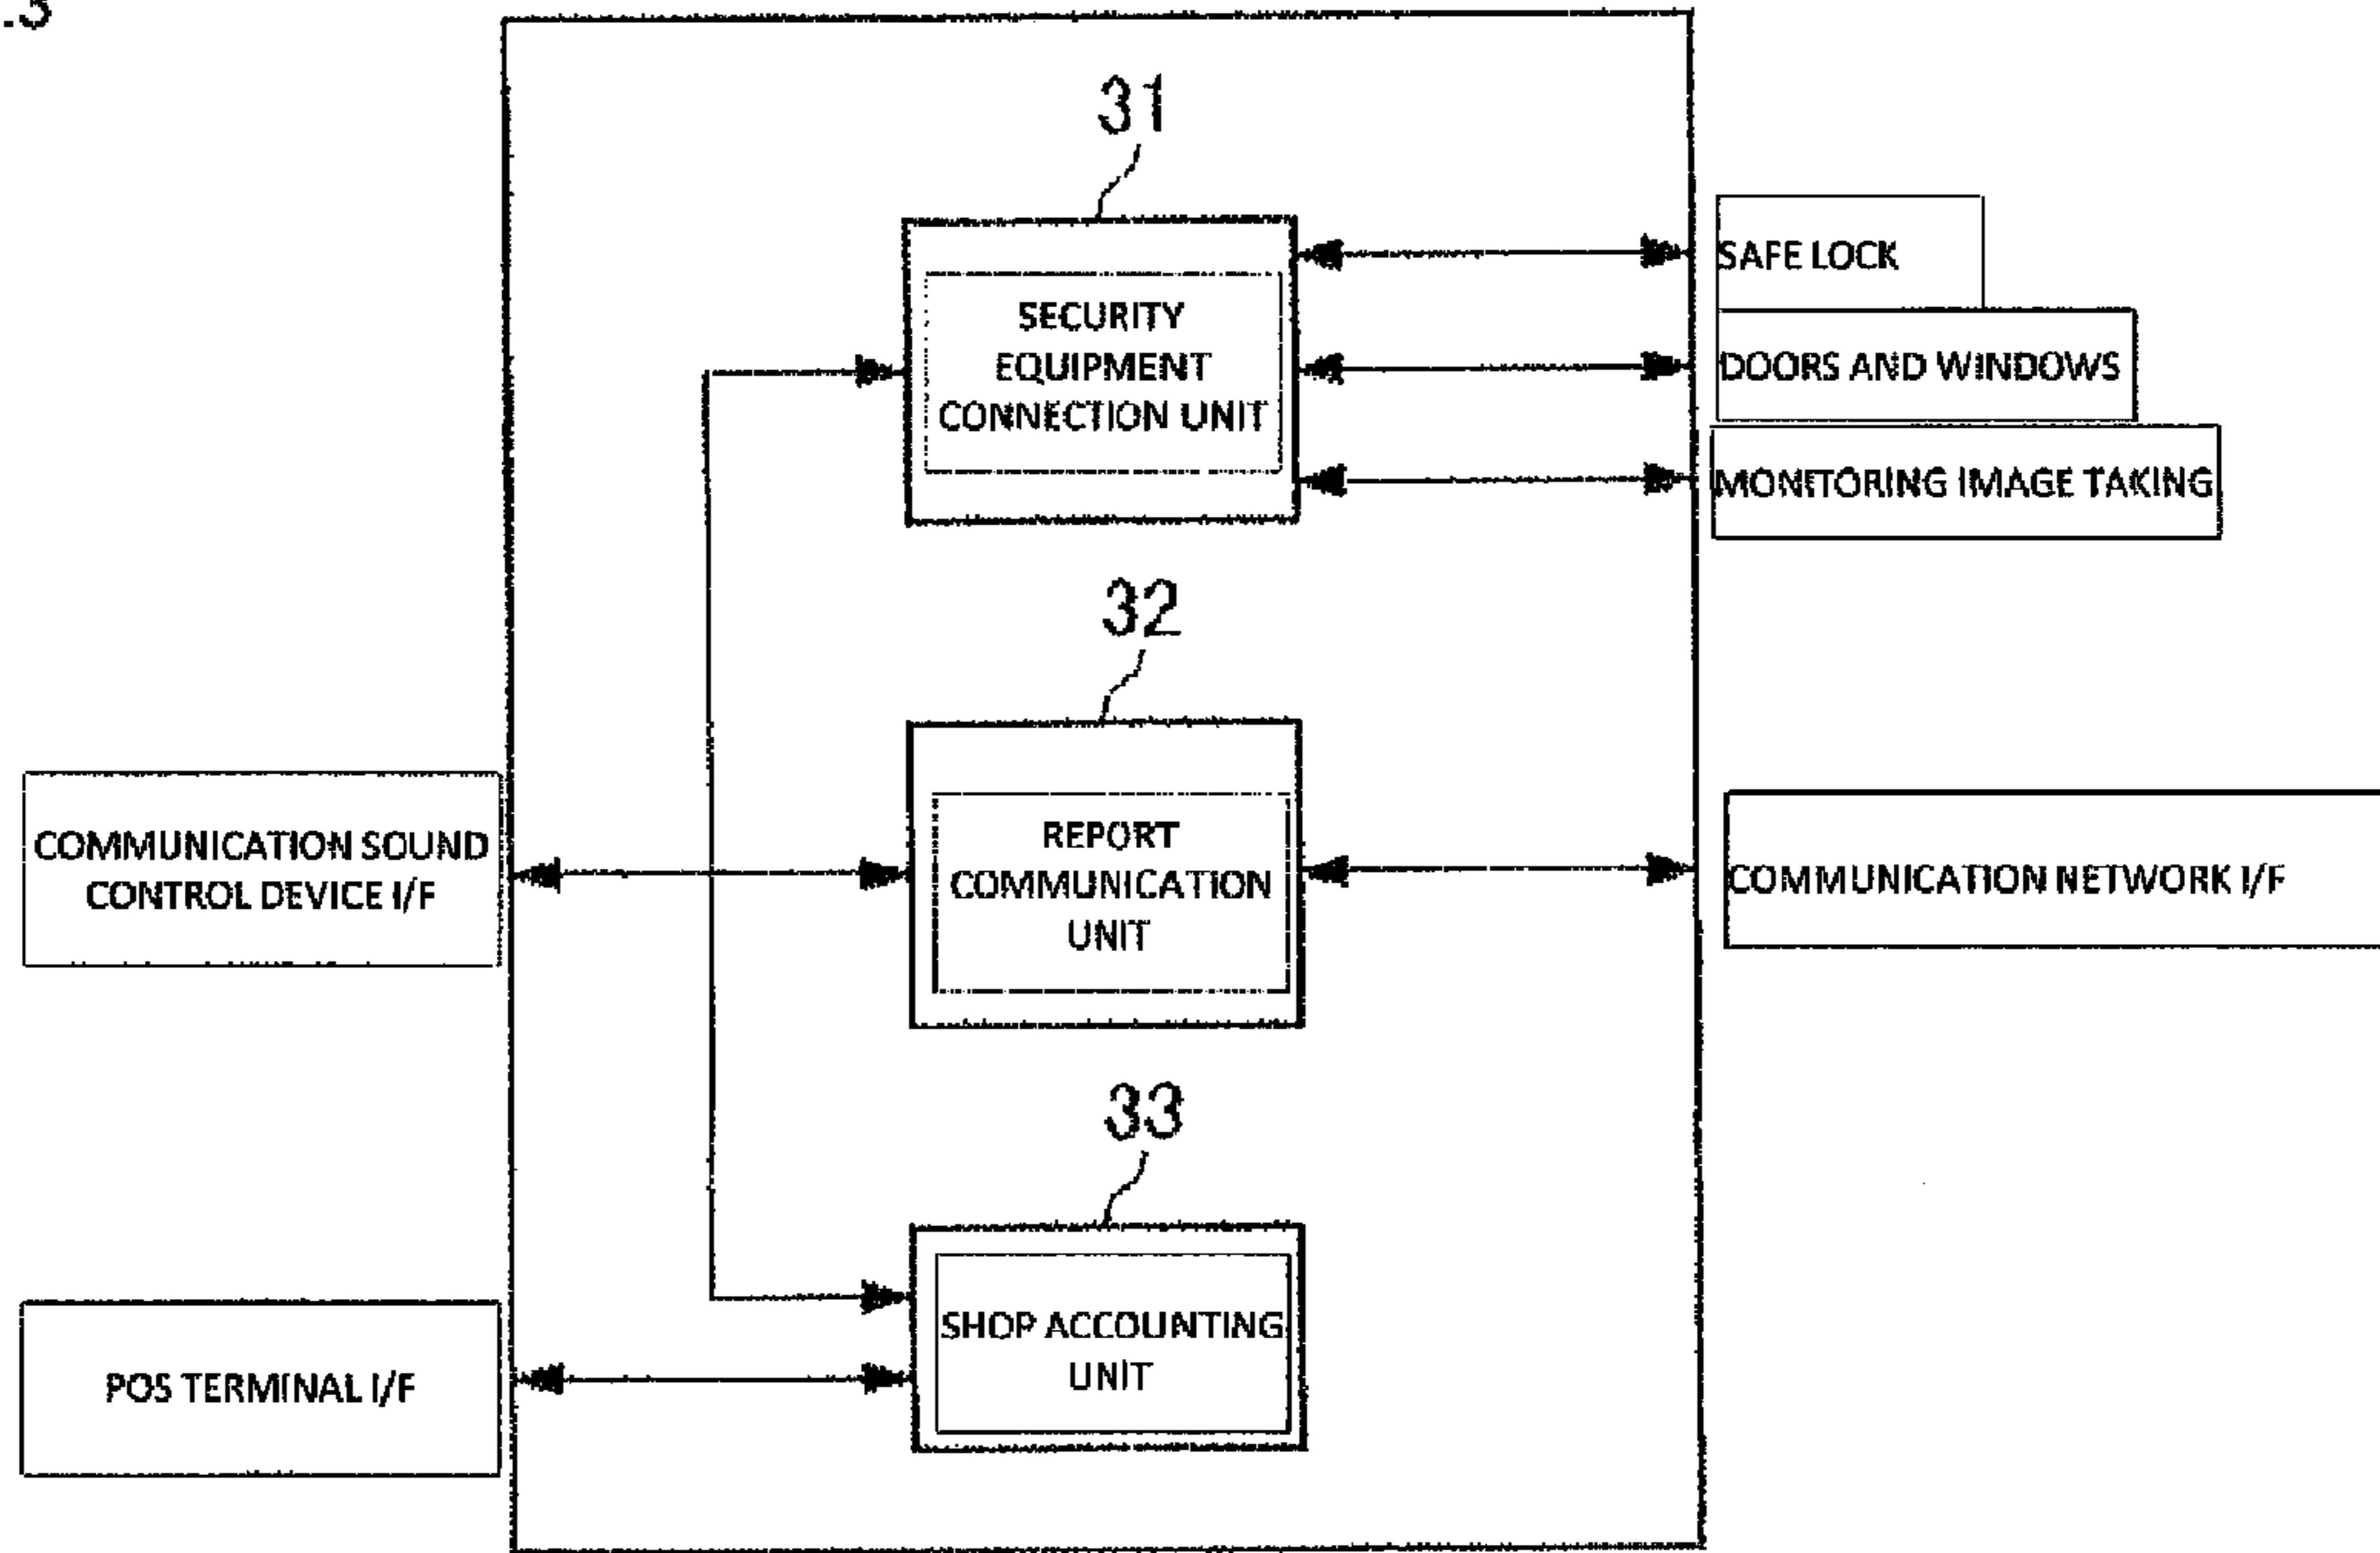 .3
31
SECURITY
EQUIPMENT
CONNECTION UNIT
SAFE LOCK
DOORS AND WINDOWS
MONITORING IMAGE TAKING
32
REPORT
COMMUNICATION
UNIT
COMMUNICATION SOUND
CONTROL DEVICE I/F
COMMUNICATION NETWORK I/F
33
SHOP ACCOUNTING
UNIT
POS TERMINAL I/F